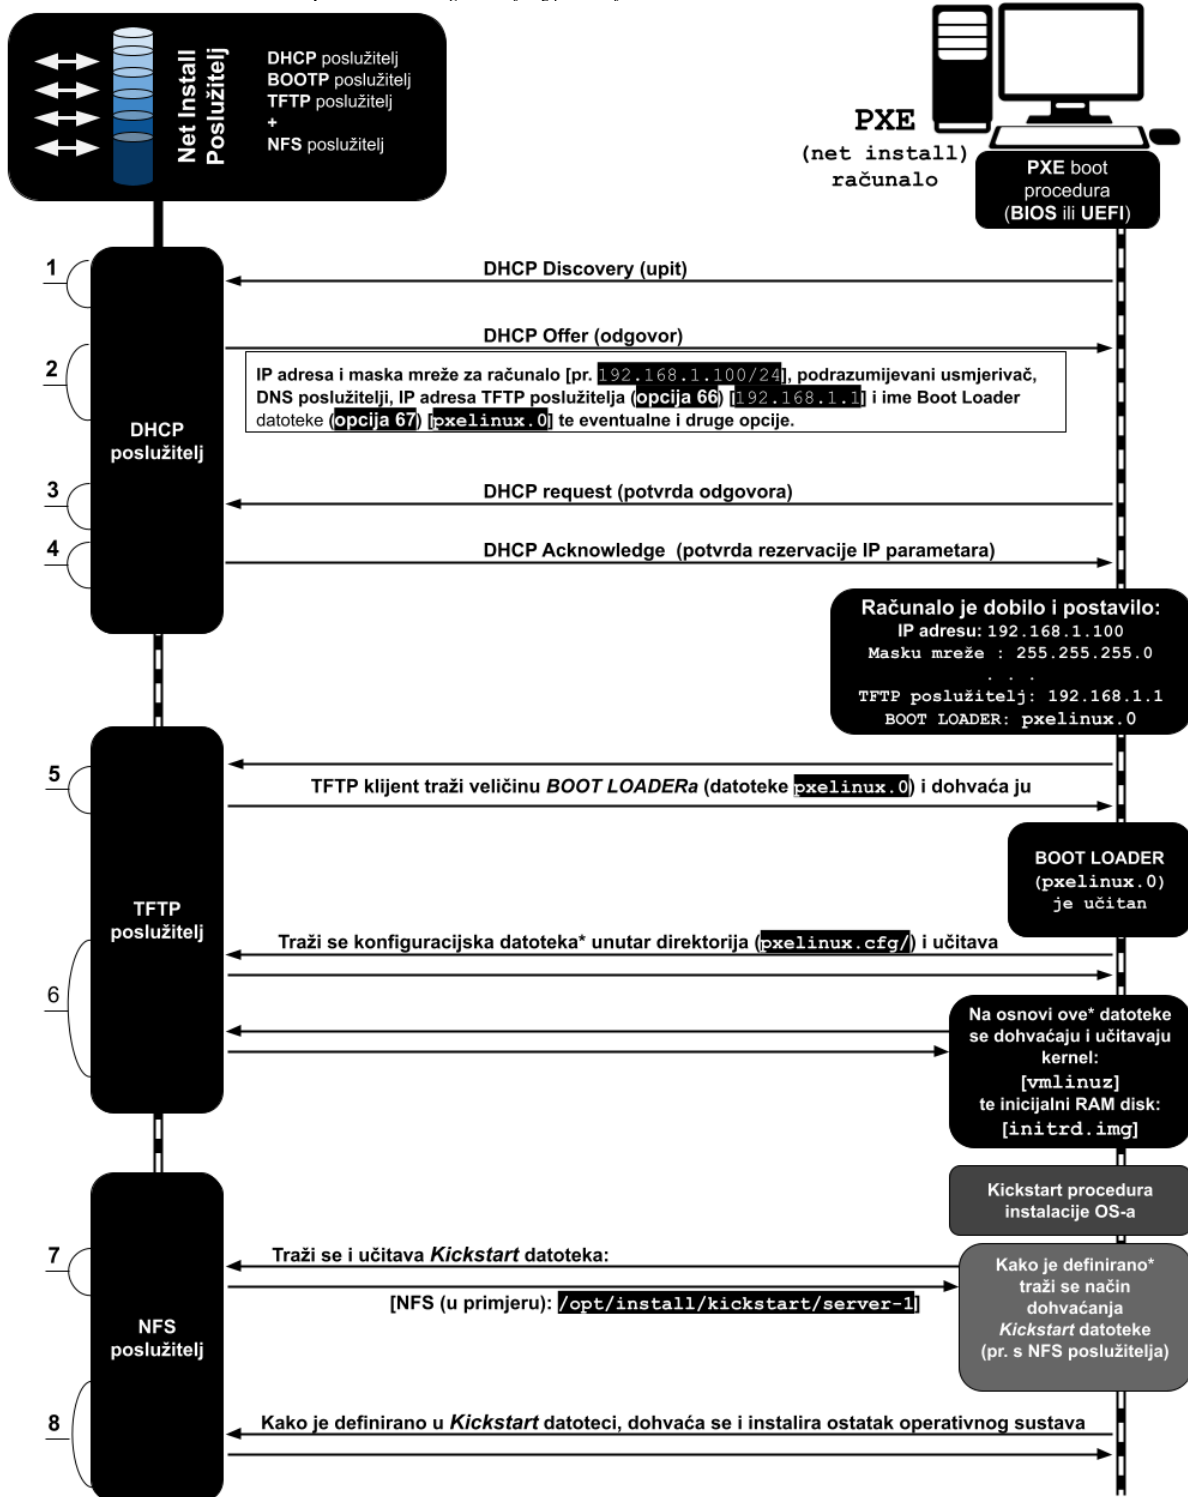 Net Install
Poslužitelj
DHCP poslužitelj
BOOTP poslužitelj
TFTP poslužitelj
+
NFS poslužitelj
PXE
(net install)
računalo
PXE boot
procedura
(BIOS ili UEFI)
1
DHCP Discovery (upit)
DHCP Offer (odgovor)
2
IP adresa i maska mreže za računalo [pr. 192.168.1.100/24], podrazumijevani usmjerivač,
DNS poslužitelji, IP adresa TFTP poslužitelja (opcija 66) [192.168.1.1] i ime Boot Loader
datoteke (opcija 67) [pxelinux.0] te eventualne i druge opcije.
DHCP
poslužitelj
3
DHCP request (potvrda odgovora)
4
DHCP Acknowledge (potvrda rezervacije IP parametara)
Računalo je dobilo i postavilo:
IP adresu: 192.168.1.100
Masku mreže : 255.255.255.0
. . .
TFTP poslužitelj: 192.168.1.1
BOOT LOADER: pxelinux.0
5
TFTP klijent traži veličinu BOOT LOADERa (datoteke pxelinux.0) i dohvaća ju
BOOT LOADER
(pxelinux.0)
je učitan
TFTP
poslužitelj
Traži se konfiguracijska datoteka* unutar direktorija (pxelinux.cfg/) i učitava
6
Na osnovi ove* datoteke
se dohvaćaju i učitavaju
kernel:
[vmlinuz]
te inicijalni RAM disk:
[initrd.img]
Kickstart procedura
instalacije OS-a
7
Traži se i učitava Kickstart datoteka:
[NFS (u primjeru): /opt/install/kickstart/server-1]
Kako je definirano*
traži se način
dohvaćanja
Kickstart datoteke
(pr. s NFS poslužitelja)
NFS
poslužitelj
8
Kako je definirano u Kickstart datoteci, dohvaća se i instalira ostatak operativnog sustava